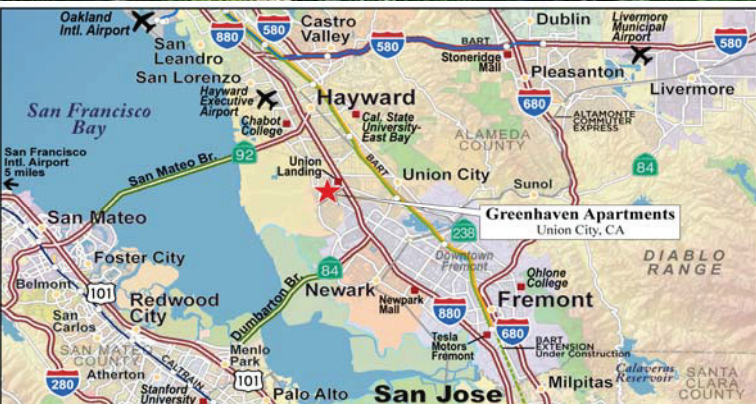 Oakland
Intl. Airport
880
580
Castro
Valley
580
BART
Dublin
Livermore
Municipal
Airport
580
San
Leandro
San Lorenzo
Stoneridge
Mall
Pleasanton
Livermore
Hayward
Executive
Airport
Hayward
680
San Francisco
Bay
Chabot
College
Cal. State
University-
East Bay
ALTAMONTE
COMMUTER
EXPRESS
ALAMEDA
COUNTY
San Francisco
Intl. Airport
5 miles
San Mateo Br.
92
Union
Landing
BART
Union City
Sunol
84
Greenhaven Apartments
Union City, CA
San Mateo
238
Foster City
84
Downtown
Fremont
DIABLO
RANGE
Belmont
101
Redwood
City
Dumbarton Br.
Newark
Newpark
Mall
Ohlone
College
Fremont
San
Carlos
880
680
Tesla
Motors
Fremont
BART
EXTENSION
Under Construction
SAN MATEO
COUNTY
CALTRAIN
Menlo
Park
Atherton
280
Stanford
University
101
Palo Alto
San Jose
Milpitas
Calaveras
Reservoir
SANTA
CLARA
COUNTY